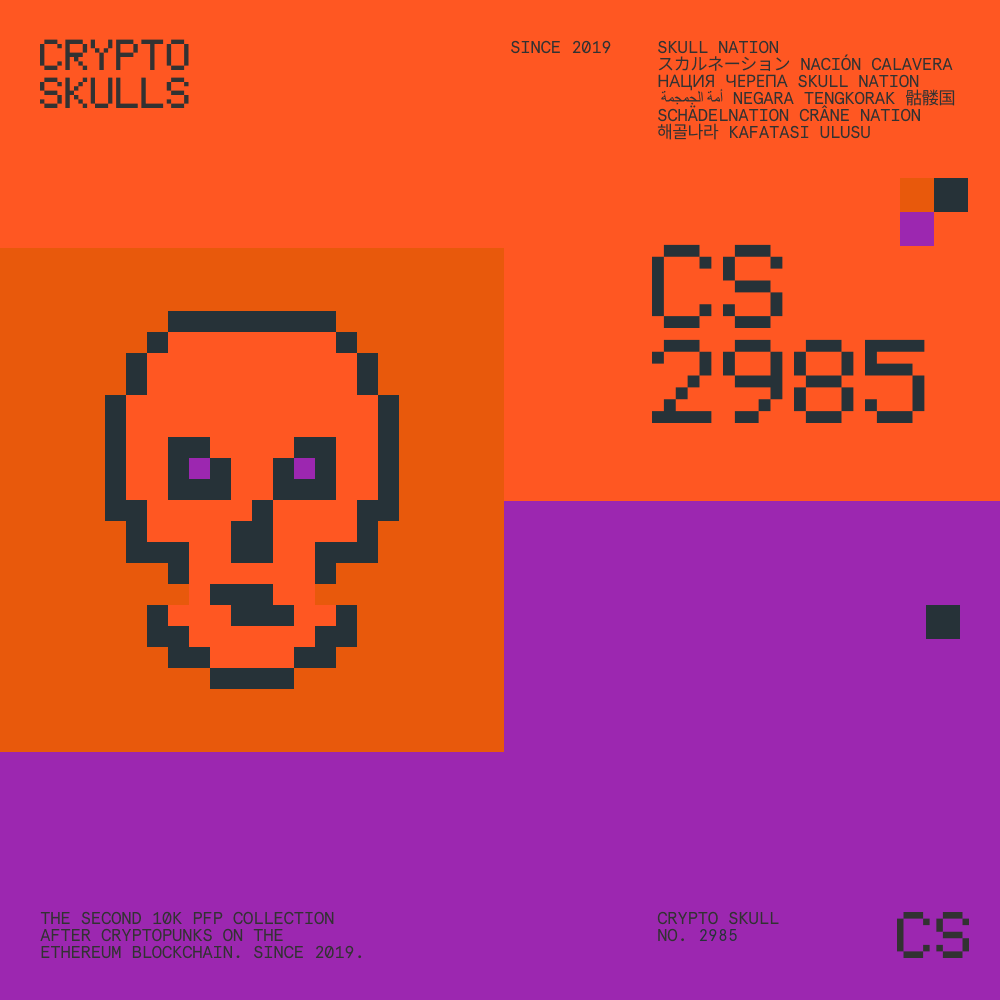 CRYPTO
SKULLS
SINCE 2019
SKULL NATION
スカルネーション NACIÓN CALAVERA
НАЦИЯ ЧЕРЕПА SKULL NATION
أمة الجمجمة NEGARA TENGKORAK 骷髅国
SCHÄDELNATION CRÂNE NATION
해골나라 KAFATASI ULUSU
CS
2985
THE SECOND 10K PFP COLLECTION
AFTER CRYPTOPUNKS ON THE
ETHEREUM BLOCKCHAIN. SINCE 2019.
CRYPTO SKULL
NO. 2985
CS